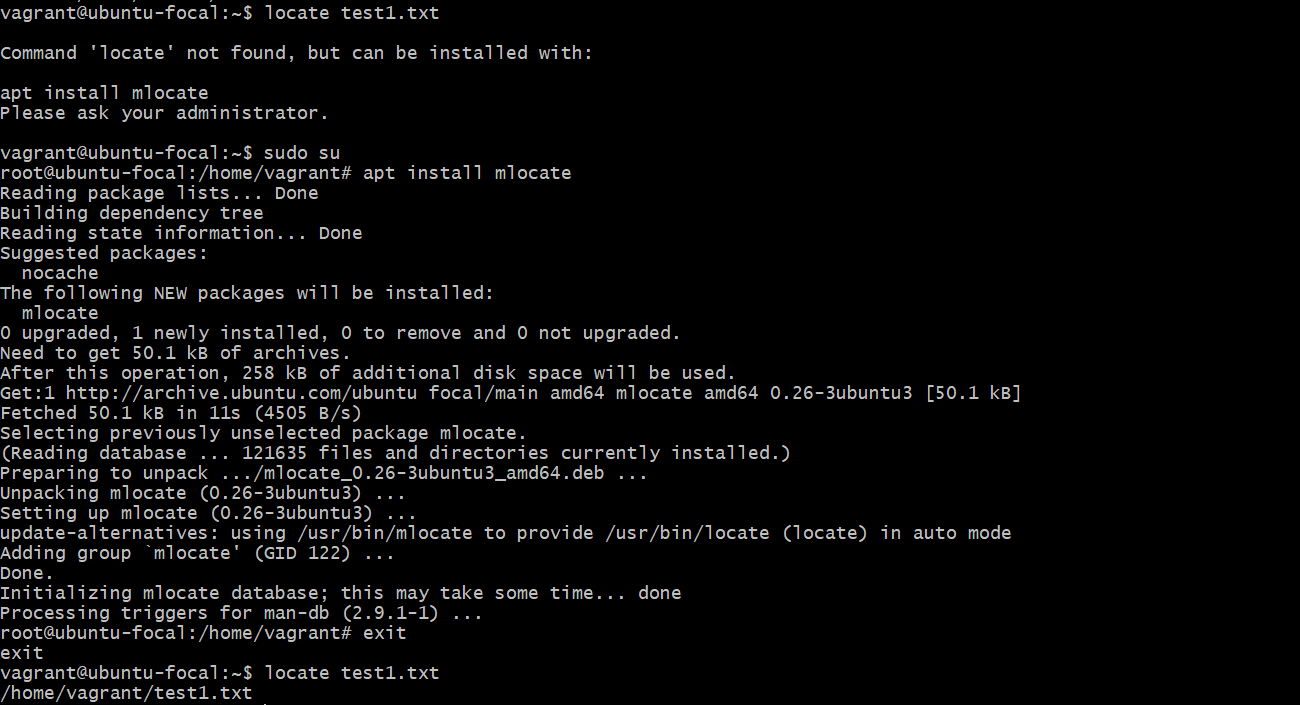 vagrant@ubuntu-focal:~$ locate test1.txt

Command 'locate' not found, but can be installed with:

apt install mlocate
Please ask your administrator.

vagrant@ubuntu-focal:~$ sudo su
root@ubuntu-focal:/home/vagrant# apt install mlocate
Reading package lists... Done
Building dependency tree
Reading state information... Done
Suggested packages:
  nocache
The following NEW packages will be installed:
  mlocate
0 upgraded, 1 newly installed, 0 to remove and 0 not upgraded.
Need to get 50.1 kB of archives.
After this operation, 258 kB of additional disk space will be used.
Get:1 http://archive.ubuntu.com/ubuntu focal/main amd64 mlocate amd64 0.26-3ubuntu3 [50.1 kB]
Fetched 50.1 kB in 11s (4505 B/s)
Selecting previously unselected package mlocate.
(Reading database ... 121635 files and directories currently installed.)
Preparing to unpack .../mlocate_0.26-3ubuntu3_amd64.deb ...
Unpacking mlocate (0.26-3ubuntu3) ...
Setting up mlocate (0.26-3ubuntu3) ...
update-alternatives: using /usr/bin/mlocate to provide /usr/bin/locate (locate) in auto mode
Adding group `mlocate' (GID 122) ...
Done.
Initializing mlocate database; this may take some time... done
Processing triggers for man-db (2.9.1-1) ...
root@ubuntu-focal:/home/vagrant# exit
exit
vagrant@ubuntu-focal:~$ locate test1.txt
/home/vagrant/test1.txt